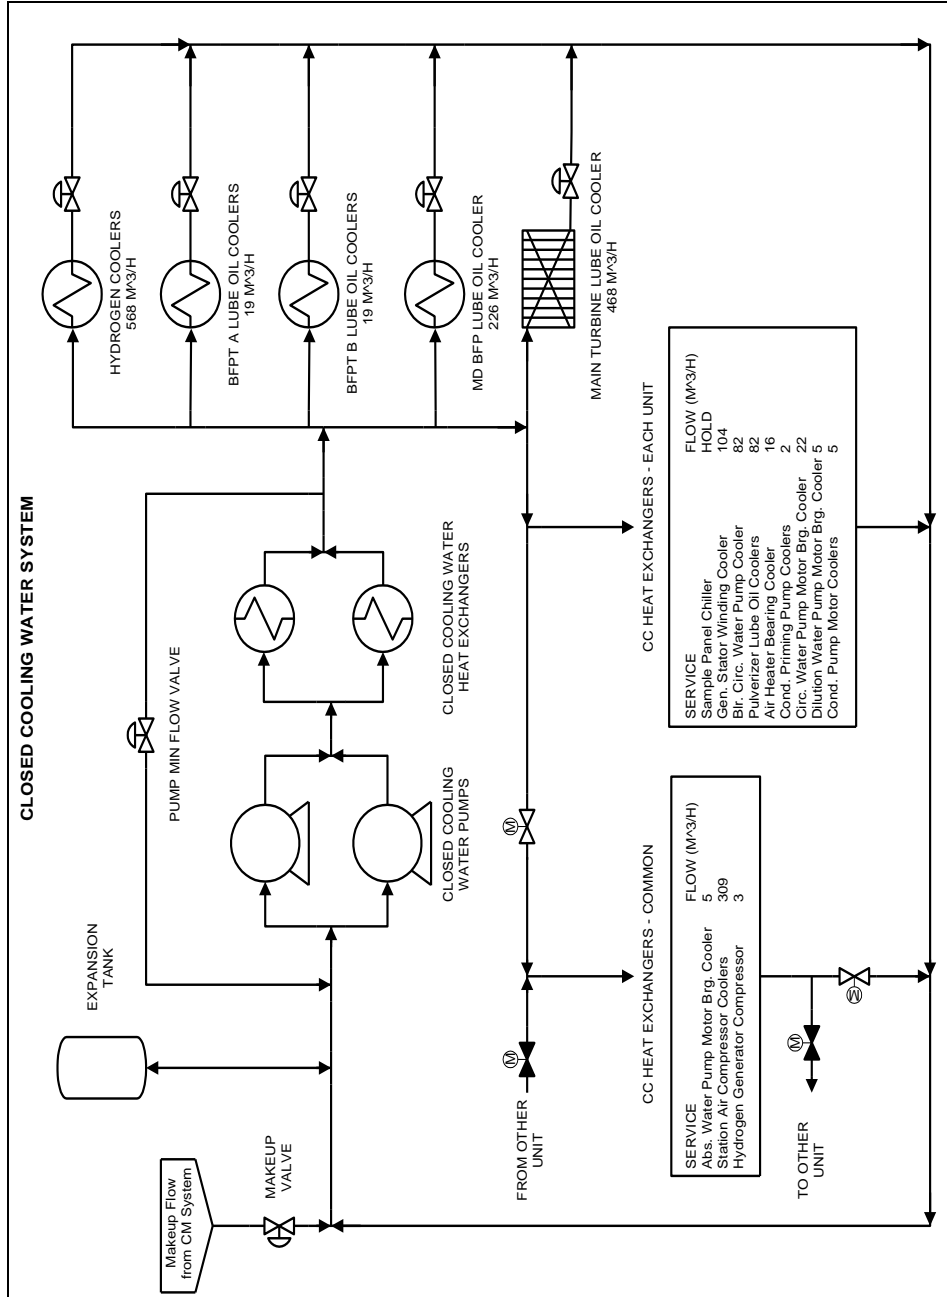 CLOSED COOLING WATER SYSTEM
Makeup Flow
from CM System
MAKEUP
VALVE
EXPANSION
TANK
PUMP MIN FLOW VALVE
CLOSED COOLING
WATER PUMPS
CLOSED COOLING WATER
HEAT EXCHANGERS
HYDROGEN COOLERS
568 M^3/H
BFPT A LUBE OIL COOLERS
19 M^3/H
BFPT B LUBE OIL COOLERS
19 M^3/H
MD BFP LUBE OIL COOLER
226 M^3/H
MAIN TURBINE LUBE OIL COOLER
468 M^3/H
FROM OTHER
UNIT
M
M
CC HEAT EXCHANGERS - COMMON
SERVICE FLOW (M^3/H)
Abs. Water Pump Motor Brg. Cooler 5
Station Air Compressor Coolers 309
Hydrogen Generator Compressor 3
TO OTHER
UNIT
M
M
CC HEAT EXCHANGERS - EACH UNIT
SERVICE FLOW (M^3/H)
Sample Panel Chiller HOLD
Gen. Stator Winding Cooler 104
Blr. Circ. Water Pump Cooler 82
Pulverizer Lube Oil Coolers 82
Air Heater Bearing Cooler 16
Cond. Priming Pump Coolers 2
Circ. Water Pump Motor Brg. Cooler 22
Dilution Water Pump Motor Brg. Cooler 5
Cond. Pump Motor Coolers 5